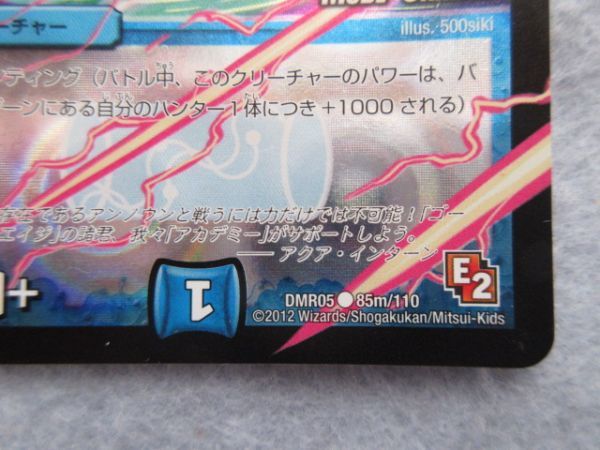 illus. 500siki
ーチャー
ティング（バトル中、このクリーチャーのパワーは、バ
ーンにある自分のハンター1体につき+1000される）
存在であるアンノウンと戦うには力だけでは不可能！「ゴー
エイジ」の諸君、我々「アカデミー」がサポートしよう。
── アクア・インターン
+
1
E2
DMR05 ● 85m/110
©2012 Wizards/Shogakukan/Mitsui-Kids